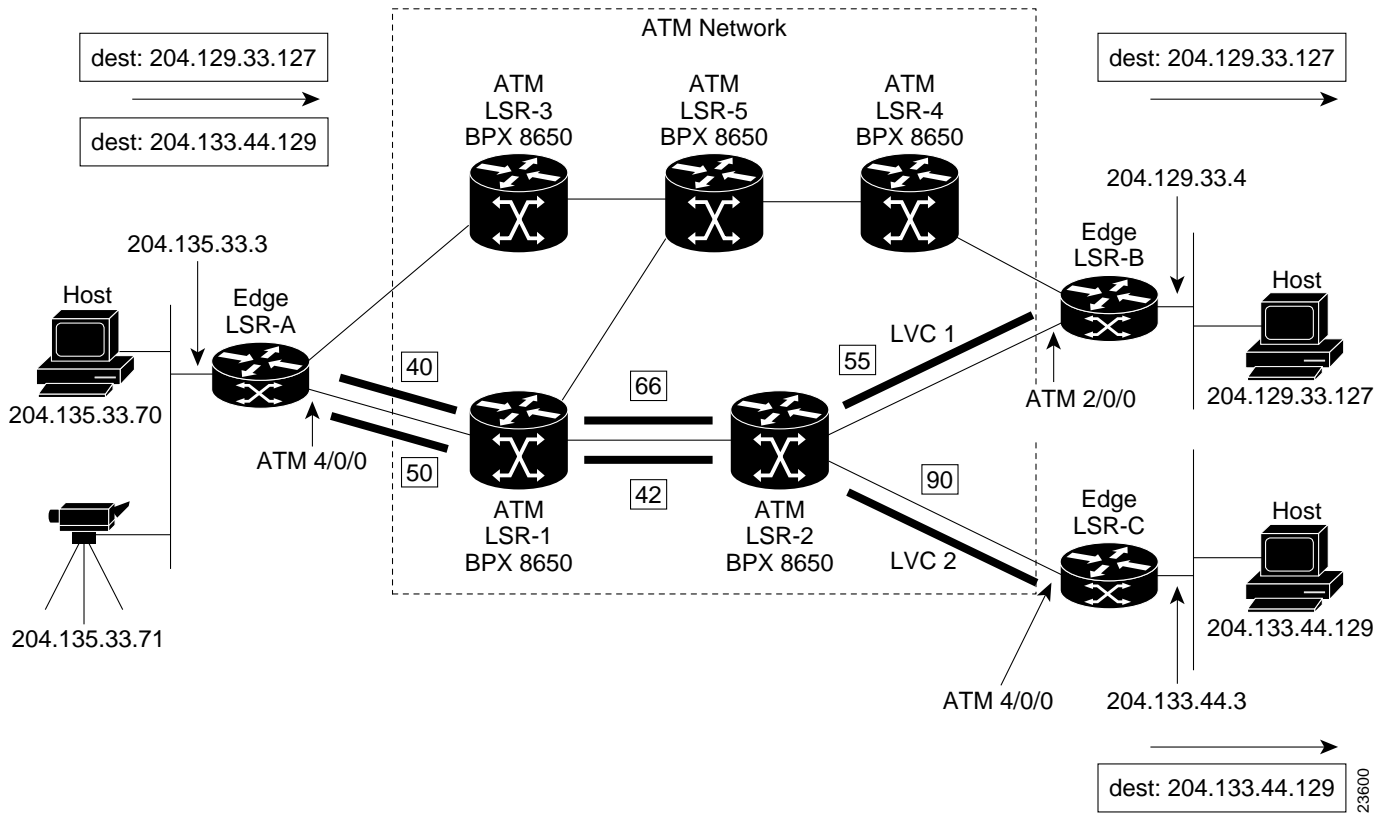 ATM Network
dest: 204.129.33.127
dest: 204.133.44.129
dest: 204.129.33.127
ATM
LSR-3
BPX 8650
ATM
LSR-5
BPX 8650
ATM
LSR-4
BPX 8650
204.129.33.4
204.135.33.3
Edge
LSR-B
Host
Edge
LSR-A
Host
LVC 1
40
66
55
204.135.33.70
204.129.33.127
ATM 2/0/0
ATM 4/0/0
50
42
90
ATM
LSR-1
BPX 8650
ATM
LSR-2
BPX 8650
Edge
LSR-C
Host
LVC 2
204.135.33.71
204.133.44.129
ATM 4/0/0
204.133.44.3
dest: 204.133.44.129
23600